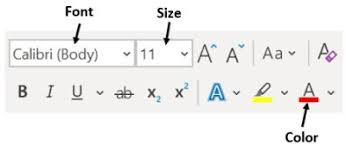 Font Size
Calibri (Body) 11 A A Aa A
B I U ab x₂ x² A A
Color